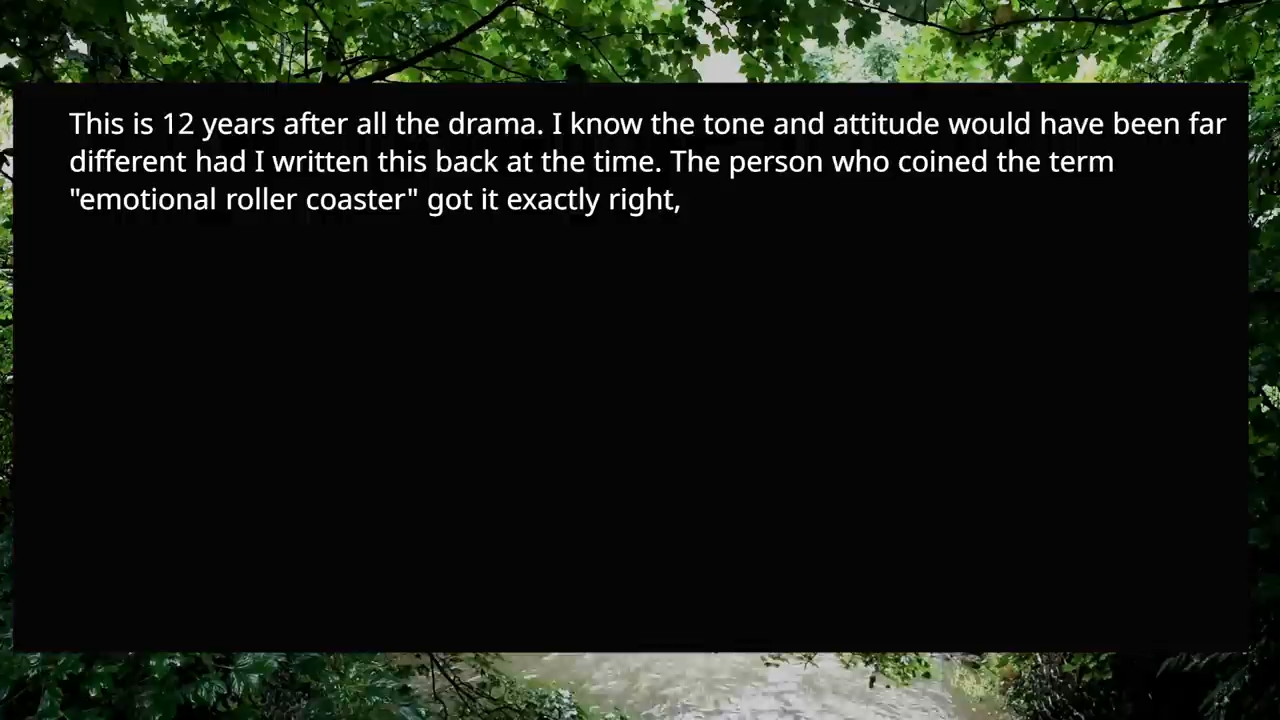 This is 12 years after all the drama. I know the tone and attitude would have been far
different had I written this back at the time. The person who coined the term
"emotional roller coaster" got it exactly right,